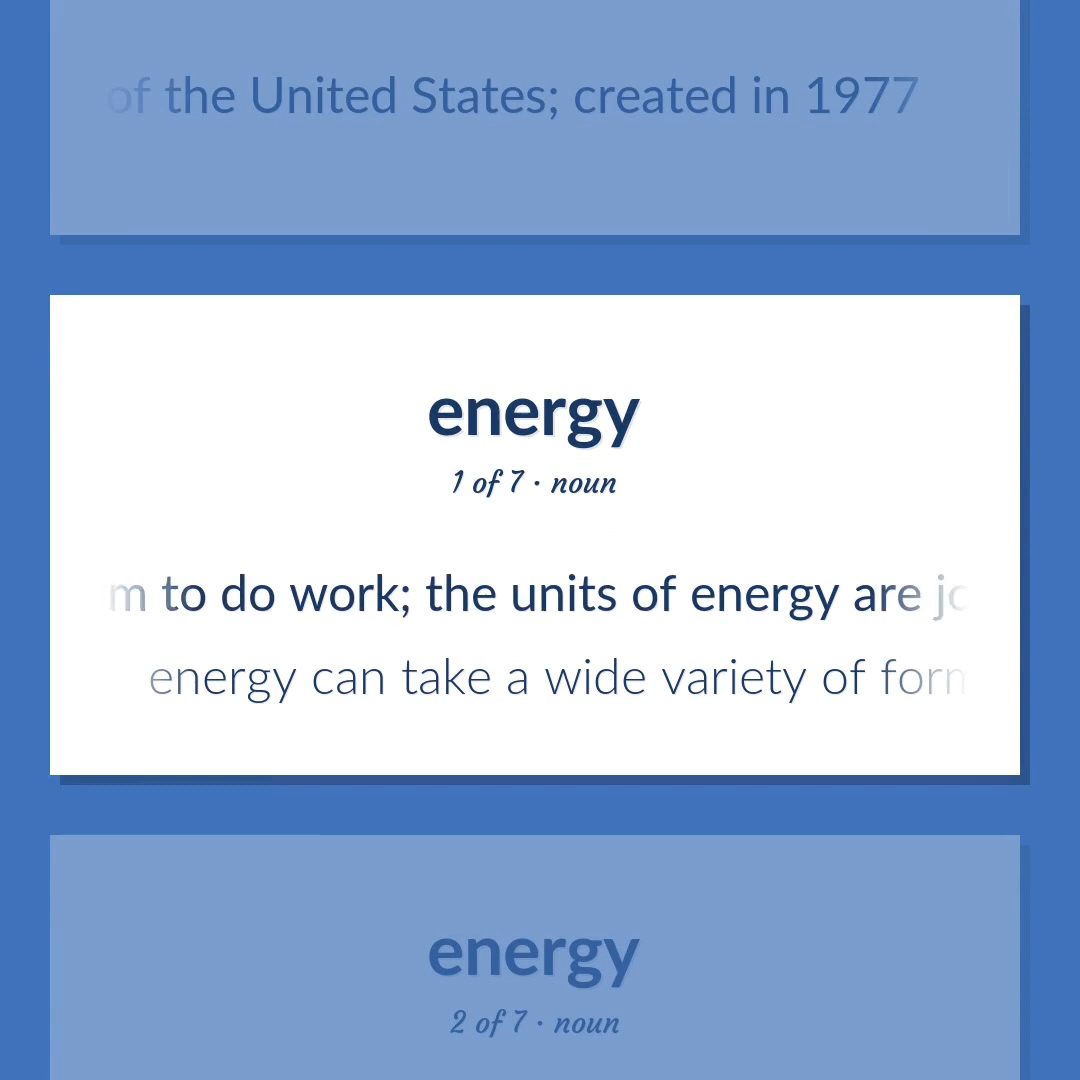 of the United States; created in 1977
energy
1 of 7 · noun
to do work; the units of energy are
energy can take a wide variety of
energy
2 of 7 · noun